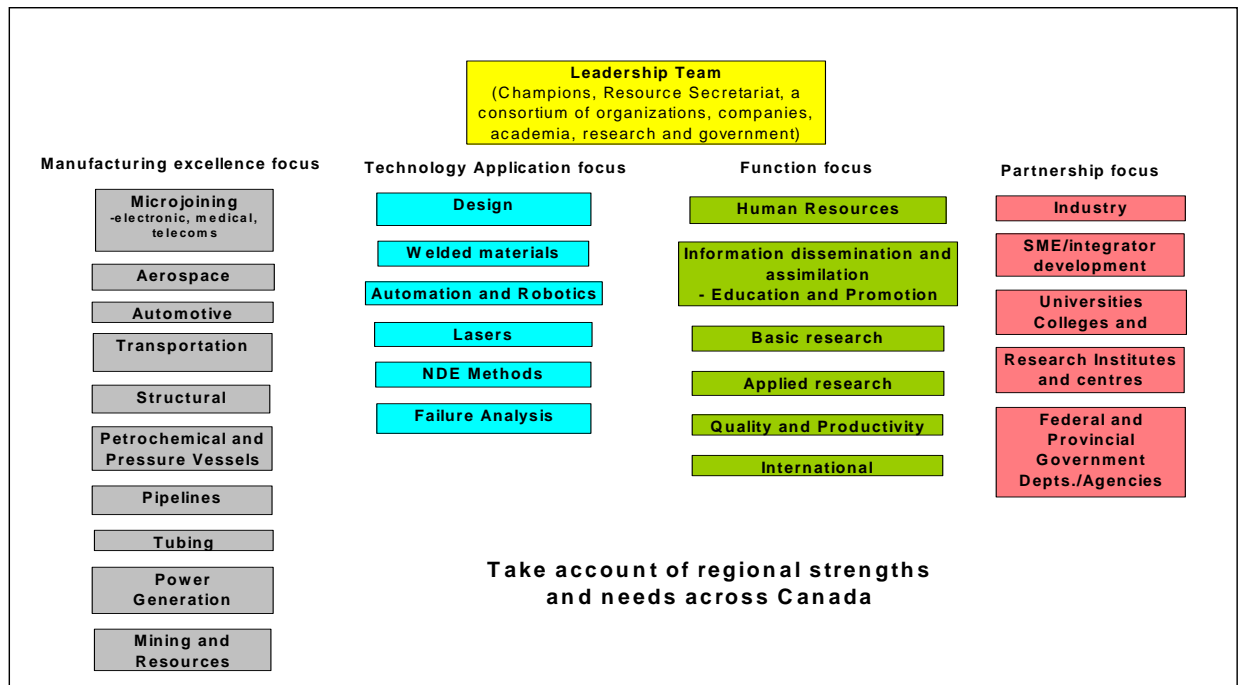 Leadership Team
(Champions, Resource Secretariat, a
consortium of organizations, companies,
academia, research and government)
Manufacturing excellence focus
Microjoining
-electronic, medical,
telecoms
Aerospace
Automotive
Transportation
Structural
Petrochemical and
Pressure Vessels
Pipelines
Tubing
Power
Generation
Mining and
Resources
Technology Application focus
Design
Welded materials
Automation and Robotics
Lasers
NDE Methods
Failure Analysis
Function focus
Human Resources
Information dissemination and
assimilation
- Education and Promotion
Basic research
Applied research
Quality and Productivity
International
Partnership focus
Industry
SME/integrator
development
Universities
Colleges and
Research Institutes
and centres
Federal and
Provincial
Government
Depts./Agencies
Take account of regional strengths
and needs across Canada